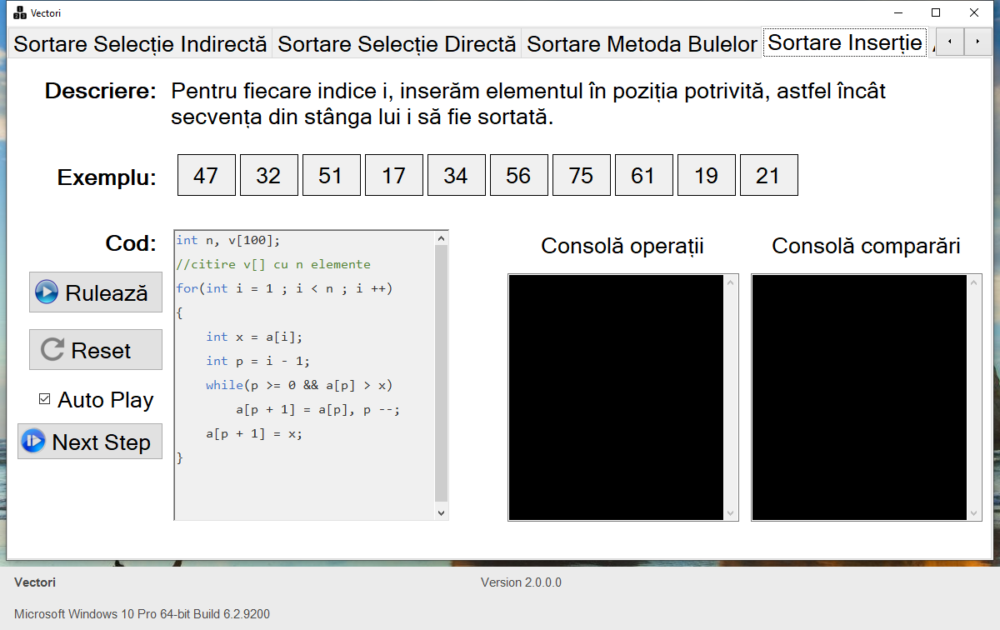 Vectori
Sortare Selecție Indirectă Sortare Selecție Directă Sortare Metoda Bulelor Sortare Inserție
Descriere: Pentru fiecare indice i, inserăm elementul în poziția potrivită, astfel încât
secvența din stânga lui i să fie sortată.
Exemplu: 47 32 51 17 34 56 75 61 19 21
Cod:
Rulează
Reset
Auto Play
Next Step
int n, v[100];
//citire v[] cu n elemente
for(int i = 1 ; i < n ; i ++)
{
    int x = a[i];
    int p = i - 1;
    while(p >= 0 && a[p] > x)
        a[p + 1] = a[p], p --;
    a[p + 1] = x;
}
Consolă operații
Consolă comparări
Vectori
Version 2.0.0.0
Microsoft Windows 10 Pro 64-bit Build 6.2.9200